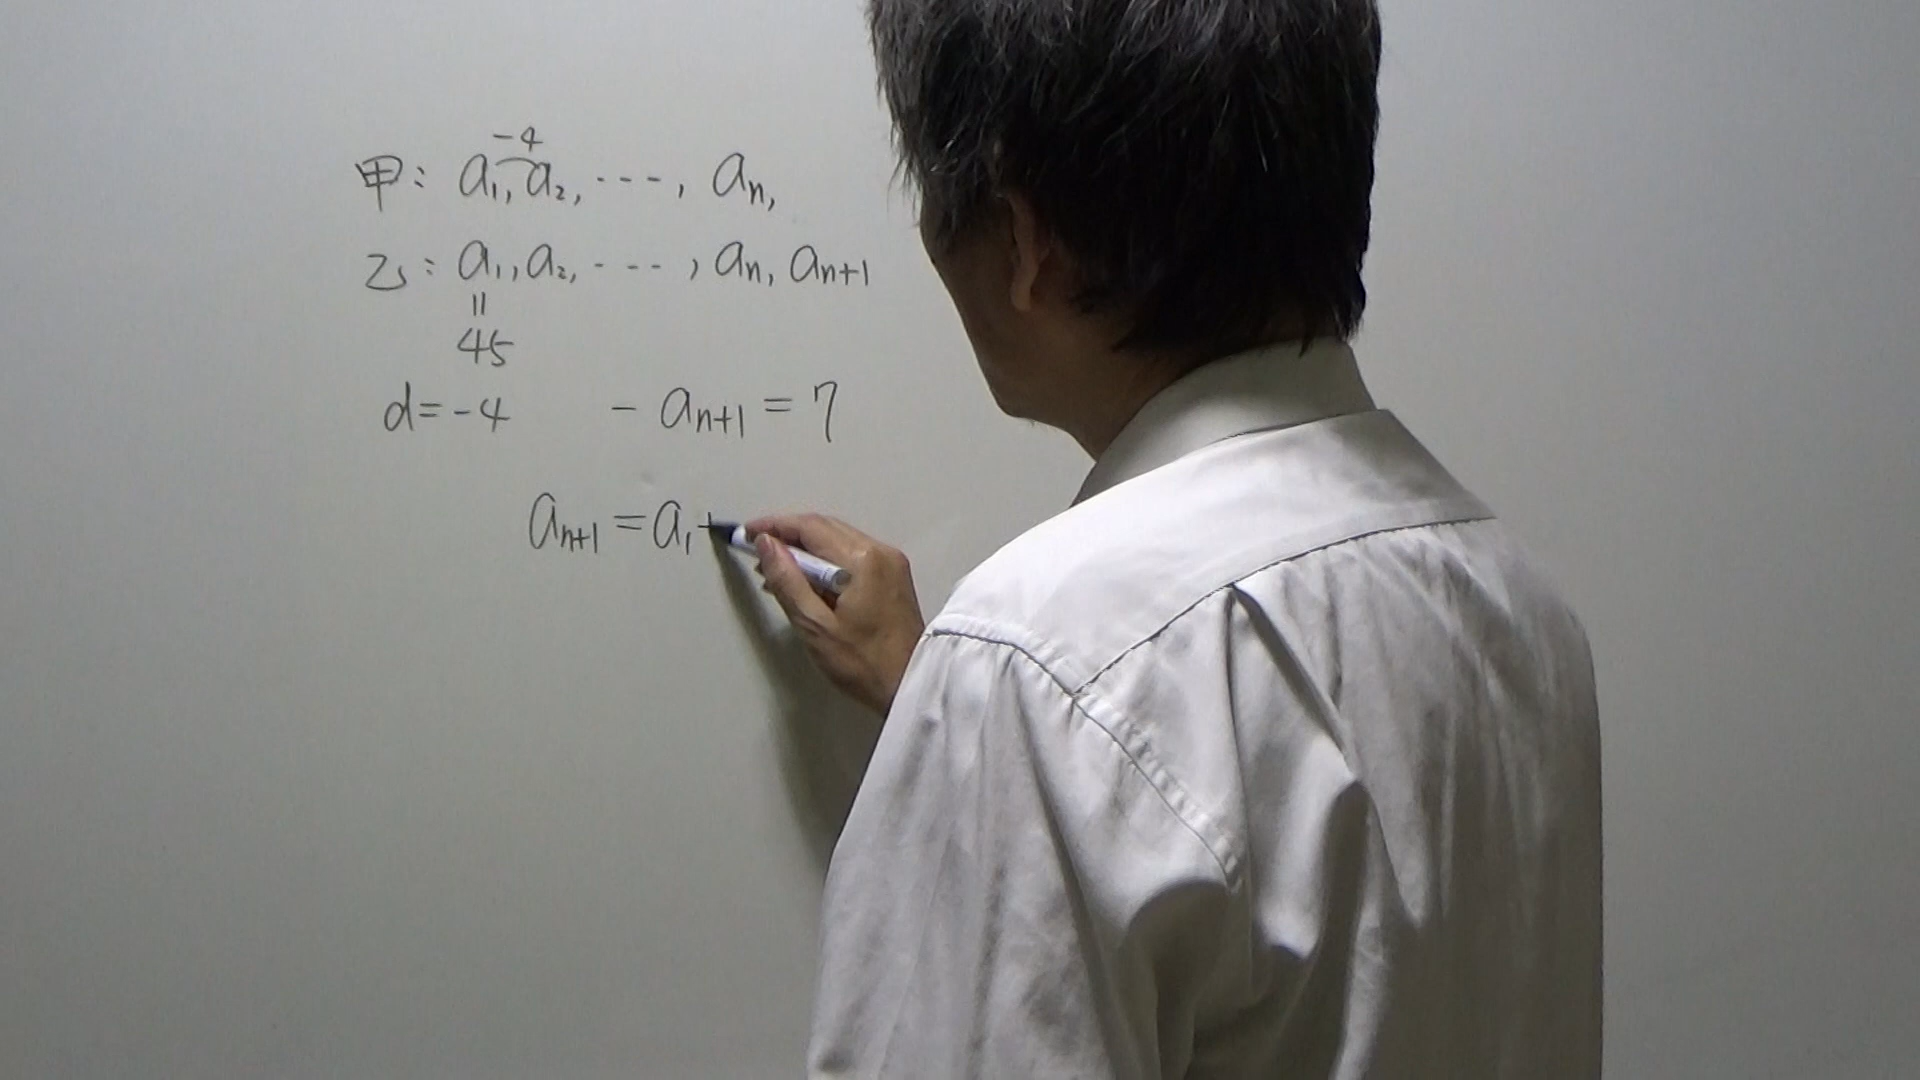 -4
甲: a₁, a₂, ---, aₙ,
乙: a₁, a₂, ---, aₙ, aₙ₊₁
=
45
d=-4 - aₙ₊₁ = 7
aₙ₊₁ = a₁ +